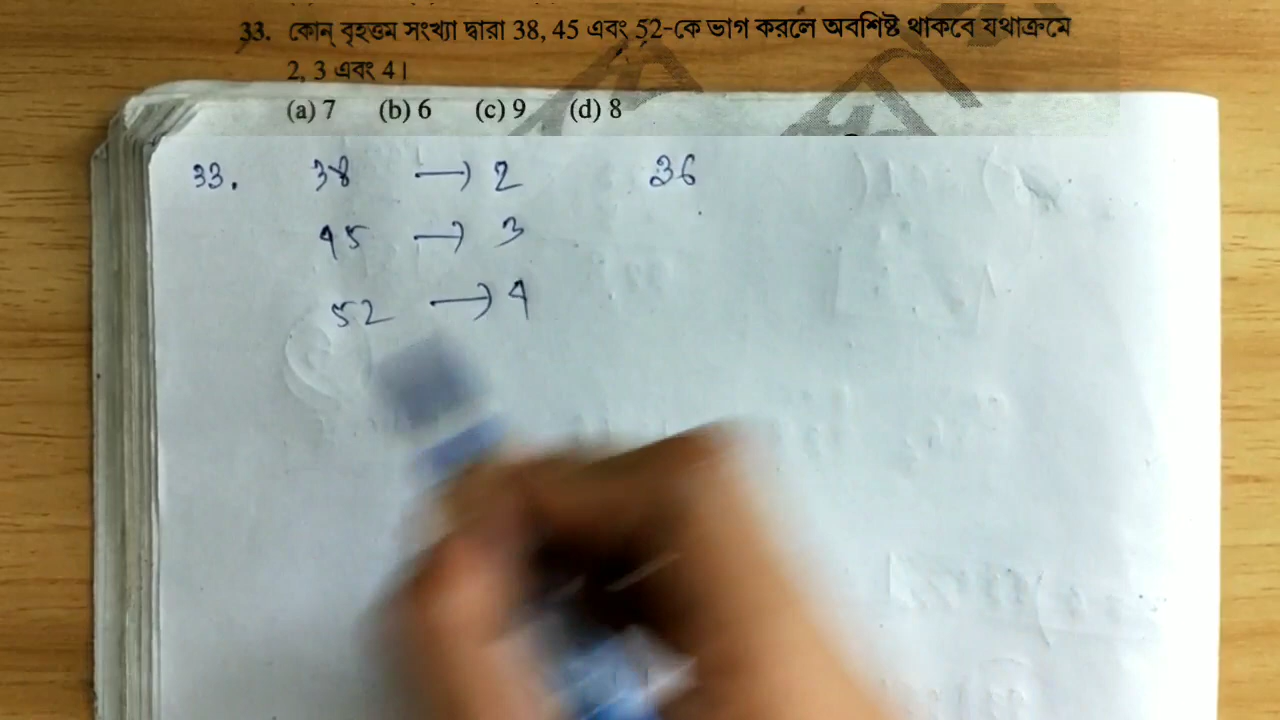 33. কোন্ বৃহত্তম সংখ্যা দ্বারা 38, 45 এবং 52-কে ভাগ করলে অবশিষ্ট থাকবে যথাক্রমে
2, 3 এবং 4।
(a) 7 (b) 6 (c) 9 (d) 8
33. 38 → 2 36
45 → 3
52 → 4